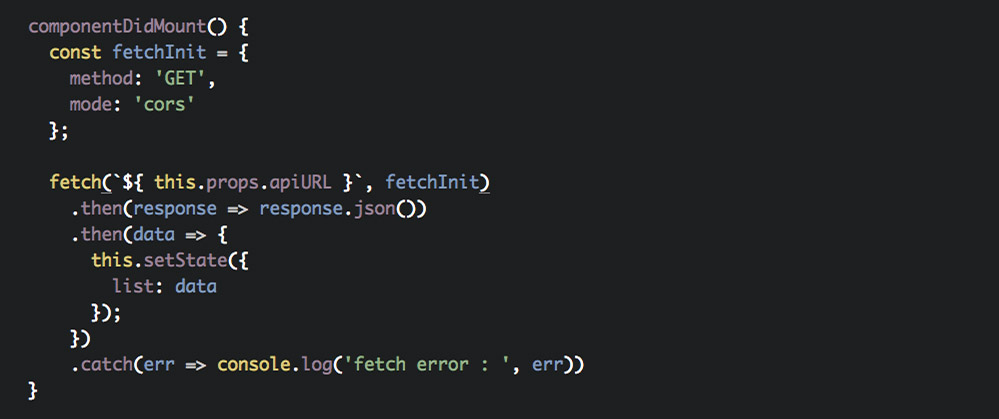 componentDidMount() {
  const fetchInit = {
    method: 'GET',
    mode: 'cors'
  };

  fetch(`${ this.props.apiURL }`, fetchInit)
    .then(response => response.json())
    .then(data => {
      this.setState({
        list: data
      });
    })
    .catch(err => console.log('fetch error : ', err))
}